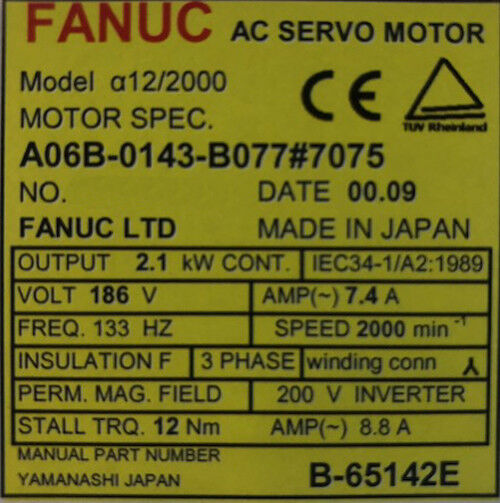 FANUC AC SERVO MOTOR
Model α12/2000
MOTOR SPEC.
TUV Rheinland
A06B-0143-B077#7075
NO. DATE 00.09
FANUC LTD MADE IN JAPAN
OUTPUT 2.1 kW CONT. IEC34-1/A2:1989
VOLT 186 V AMP(~) 7.4 A
FREQ. 133 HZ SPEED 2000 min⁻¹
INSULATION F 3 PHASE winding conn
PERM. MAG. FIELD 200 V INVERTER
STALL TRQ. 12 Nm AMP(~) 8.8 A
MANUAL PART NUMBER
YAMANASHI JAPAN B-65142E